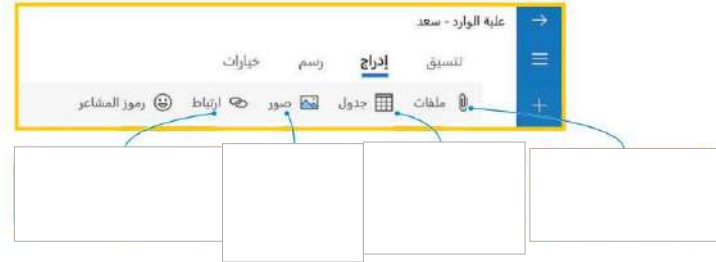 علبة الوارد - سعد
تنسيق إدراج رسم خيارات
ملفات جدول صور ارتباط رموز المشاعر